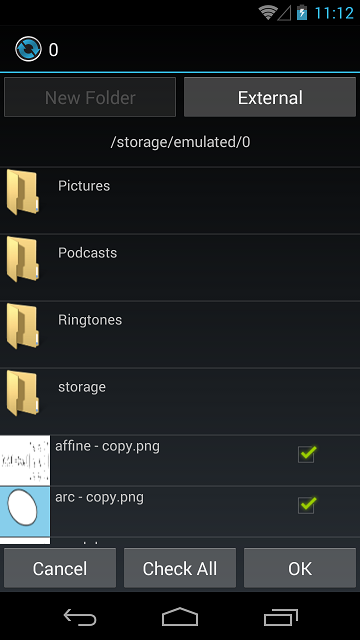 11:12
0
New Folder
External
/storage/emulated/0
Pictures
Podcasts
Ringtones
storage
affine - copy.png
arc - copy.png
Cancel
Check All
OK